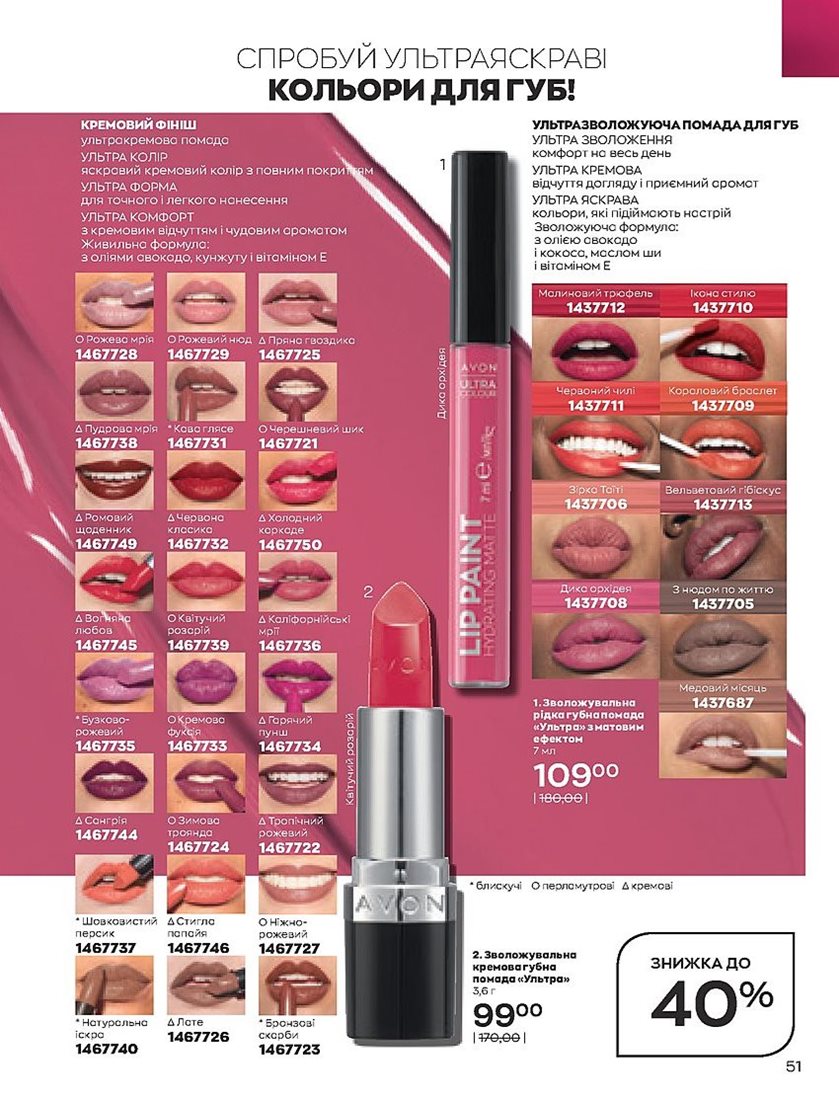 СПРОБУЙ УЛЬТРАЯСКРАВІ
КОЛЬОРИ ДЛЯ ГУБ!
КРЕМОВИЙ ФІНІШ
ультракремова помада
УЛЬТРА КОЛІР
яскравий кремовий колір з повним покриттям
УЛЬТРА ФОРМА
для точного і легкого нанесення
УЛЬТРА КОМФОРТ
з кремовим відчуттям і чудовим ароматом
Живильна формула:
з оліями авокадо, кунжуту і вітаміном Е
О Рожева мрія
1467728
О Рожевий нюд
1467729
Δ Пряна гвоздика
1467725
Δ Пудрова мрія
1467738
* Кава глясе
1467731
О Черешневий шик
1467721
Δ Ромовий
щоденник
1467749
Δ Червона
класика
1467732
Δ Холодний
каркаде
1467750
Δ Вогняна
любов
1467745
О Квітучий
розарій
1467739
Δ Каліфорнійські
мрії
1467736
* Бузково-
рожевий
1467735
О Кремова
фуксія
1467733
Δ Гарячий
пунш
1467734
Δ Сангрія
1467744
О Зимова
троянда
1467724
Δ Тропічний
рожевий
1467722
* Шовковистий
персик
1467737
Δ Стигла
папайя
1467746
О Ніжно-
рожевий
1467727
* Натуральна
іскра
1467740
Δ Лате
1467726
* Бронзові
скарби
1467723
1
Дика орхідея
AVON
ULTRA
COLOUR
7 ml e
LIP PAINT
HYDRATING MATTE
2
Квітучий розарій
AVON
AVON
УЛЬТРАЗВОЛОЖУЮЧА ПОМАДА ДЛЯ ГУБ
УЛЬТРА ЗВОЛОЖЕННЯ
комфорт на весь день
УЛЬТРА КРЕМОВА
відчуття догляду і приємний аромат
УЛЬТРА ЯСКРАВА
кольори, які підіймають настрій
Зволожуюча формула:
з олією авокадо
і кокоса, маслом ши
і вітаміном Е
Малиновий трюфель
1437712
Ікона стилю
1437710
Червоний чилі
1437711
Кораловий браслет
1437709
Зірка Таїті
1437706
Вельветовий гібіскус
1437713
Дика орхідея
1437708
З нюдом по життю
1437705
Медовий місяць
1437687
1. Зволожувальна
рідка губна помада
«Ультра» з матовим
ефектом
7 мл
109⁰⁰
| 180,00 |
* блискучі О перламутрові Δ кремові
2. Зволожувальна
кремова губна
помада «Ультра»
3,6 г
99⁰⁰
| 170,00 |
ЗНИЖКА ДО
40%
51